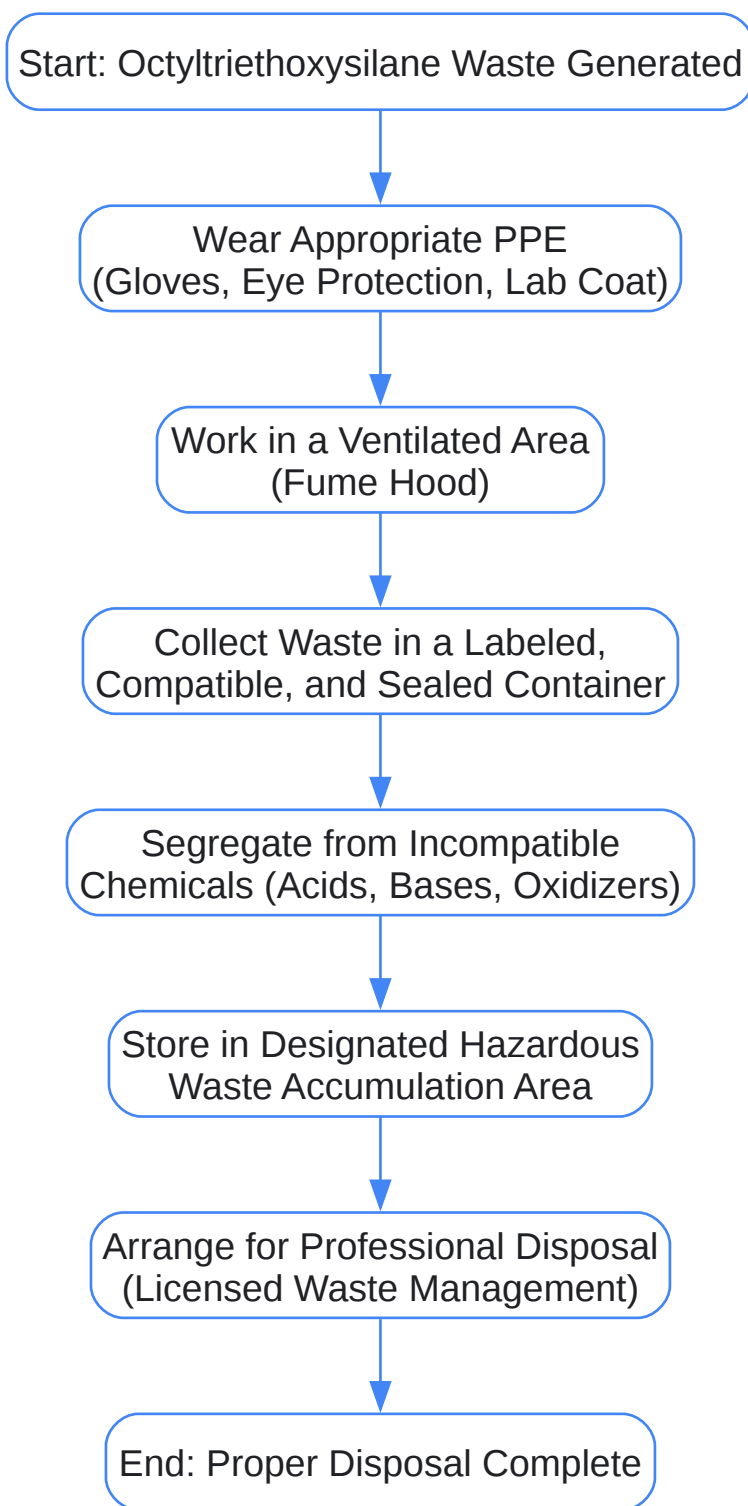 Start: Octyltriethoxysilane Waste Generated
Wear Appropriate PPE
(Gloves, Eye Protection, Lab Coat)
Work in a Ventilated Area
(Fume Hood)
Collect Waste in a Labeled,
Compatible, and Sealed Container
Segregate from Incompatible
Chemicals (Acids, Bases, Oxidizers)
Store in Designated Hazardous
Waste Accumulation Area
Arrange for Professional Disposal
(Licensed Waste Management)
End: Proper Disposal Complete